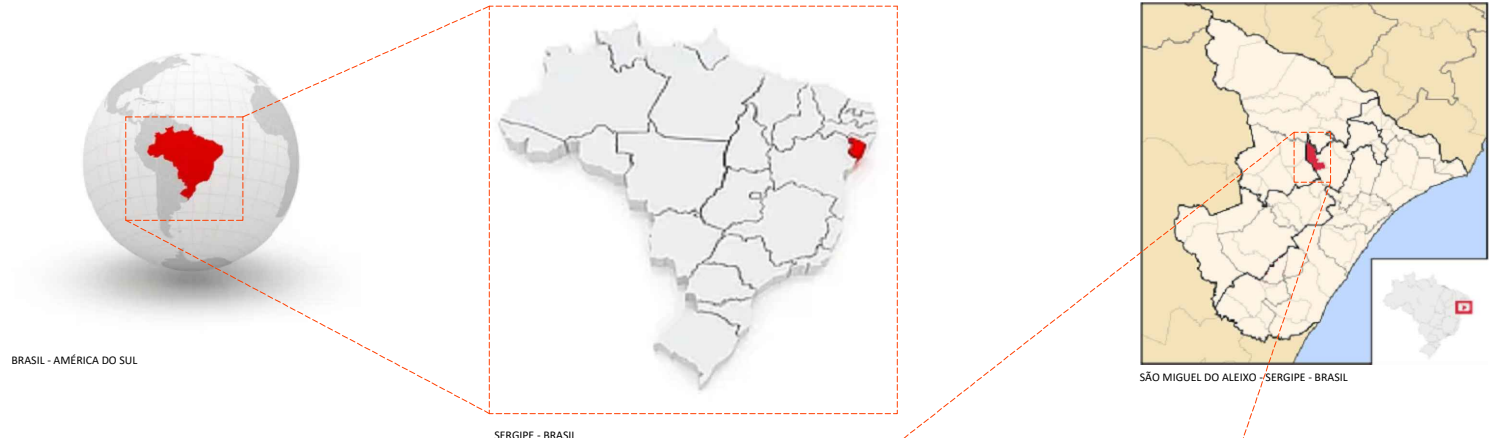 BRASIL - AMÉRICA DO SUL
SERGIPE - BRASIL
SÃO MIGUEL DO ALEIXO - SERGIPE - BRASIL